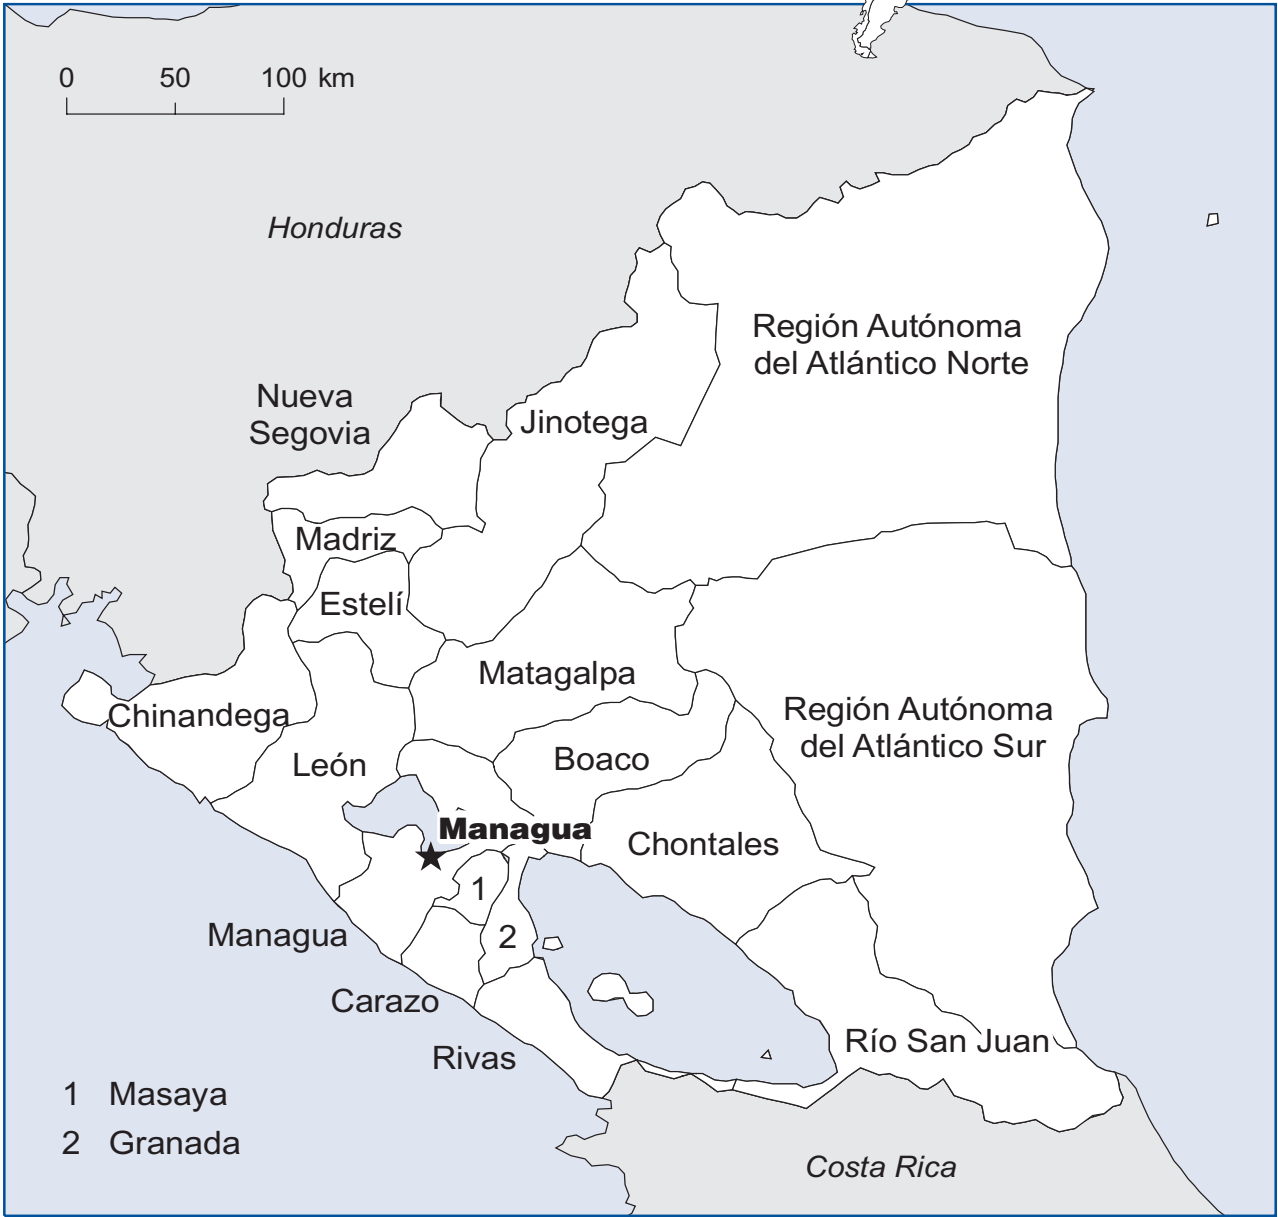 0 50 100 km
Honduras
Región Autónoma
del Atlántico Norte
Nueva
Segovia
Jinotega
Madriz
Estelí
Matagalpa
Chinandega
Región Autónoma
del Atlántico Sur
León
Boaco
Managua
Chontales
1
2
Managua
Carazo
Río San Juan
Rivas
1 Masaya
2 Granada
Costa Rica